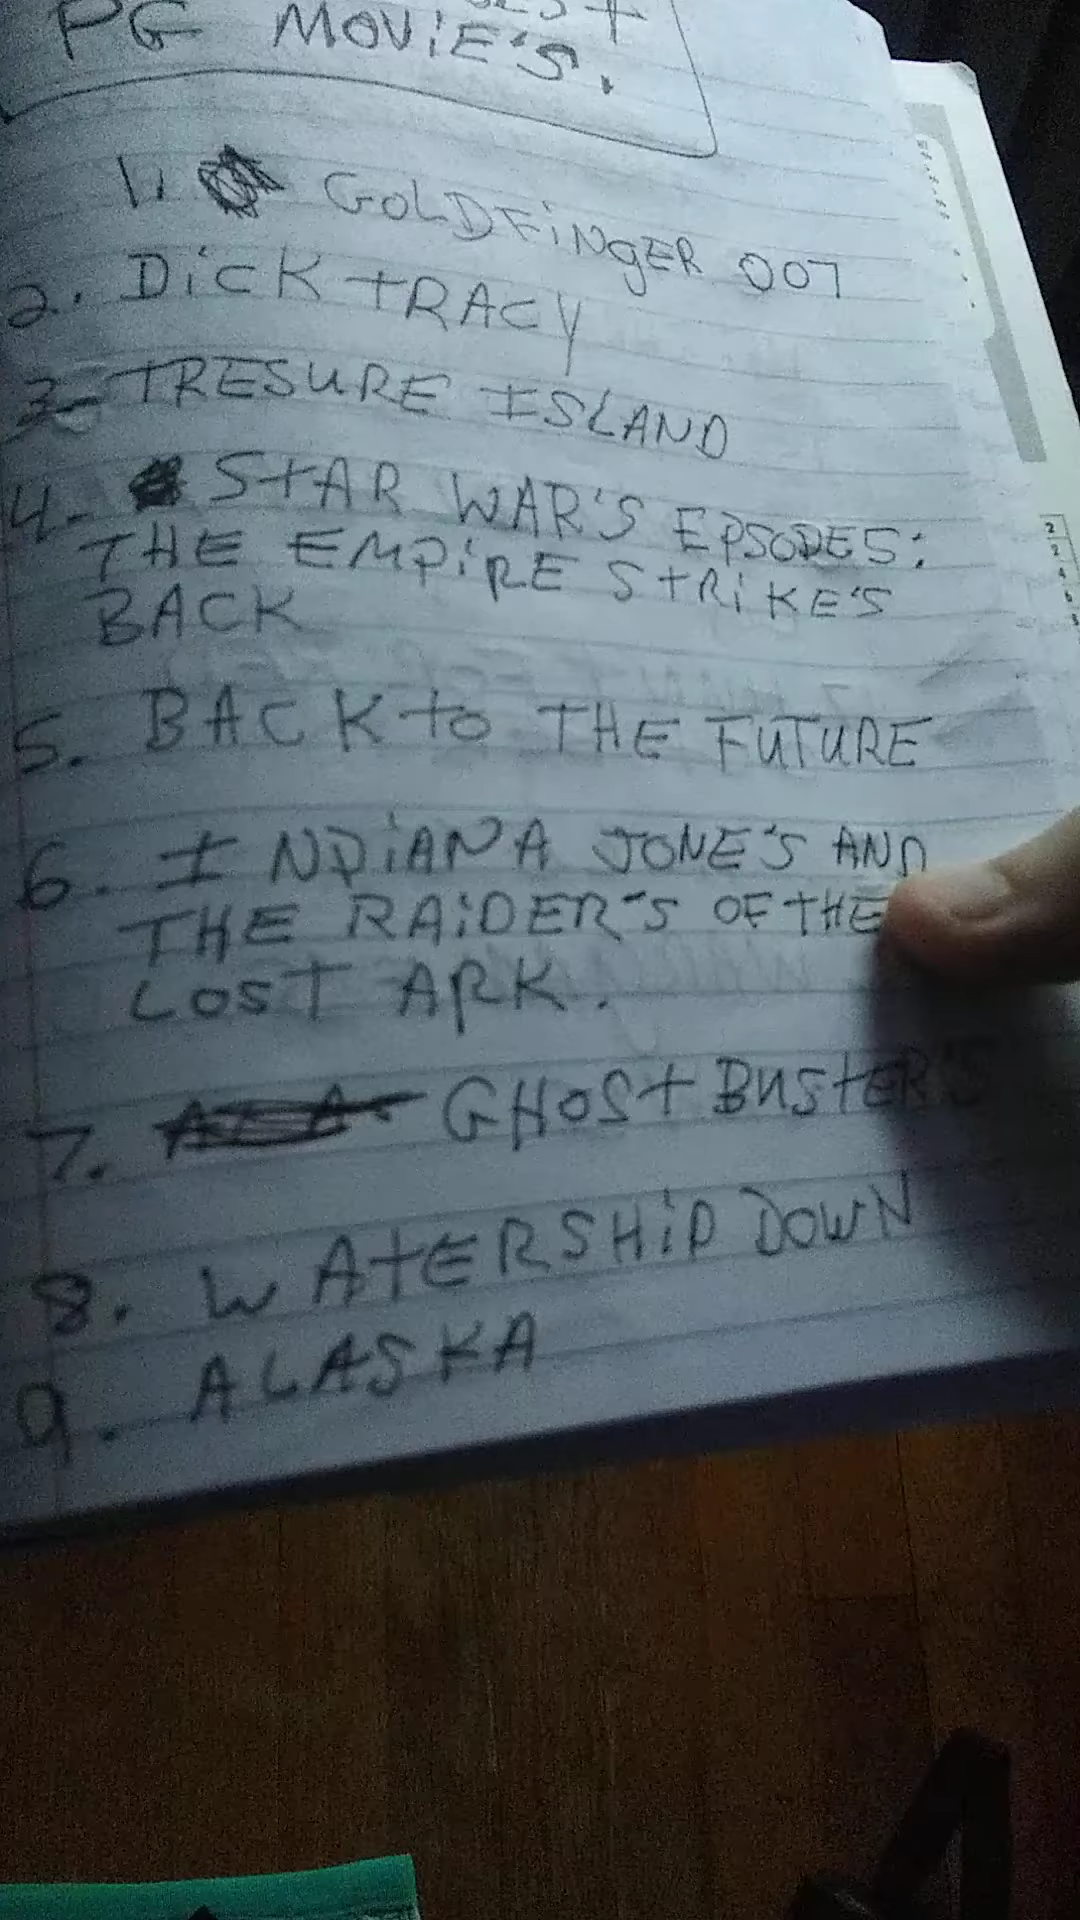 PG MOVIE'S.
1. GOLDFINGER 007
2. DICK TRACY
3- TRESURE ISLAND
4- STAR WAR'S EPSODES:
THE EMPIRE STRIKE'S
BACK
5. BACK to THE FUTURE
6. INDIANA JONE'S AND
THE RAIDER'S OF THE
LOST ARK.
7. GHOST BUSTER'S
8. WATERSHIP DOWN
9. ALASKA